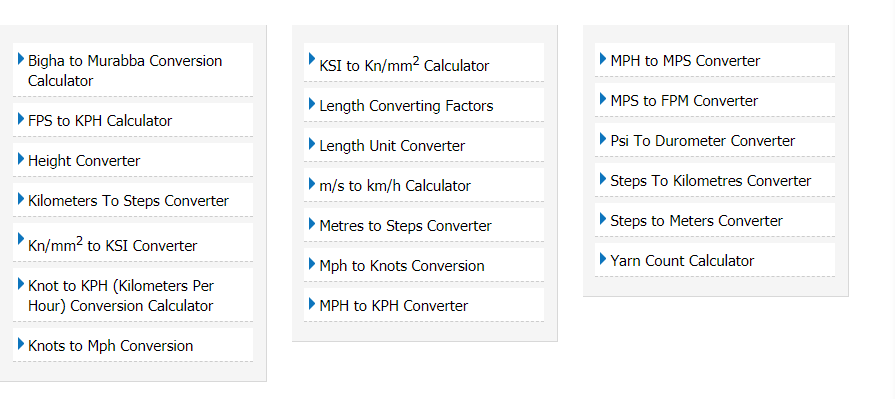 Bigha to Murabba Conversion
Calculator
FPS to KPH Calculator
Height Converter
Kilometers To Steps Converter
Kn/mm² to KSI Converter
Knot to KPH (Kilometers Per
Hour) Conversion Calculator
Knots to Mph Conversion
KSI to Kn/mm² Calculator
Length Converting Factors
Length Unit Converter
m/s to km/h Calculator
Metres to Steps Converter
Mph to Knots Conversion
MPH to KPH Converter
MPH to MPS Converter
MPS to FPM Converter
Psi To Durometer Converter
Steps To Kilometres Converter
Steps to Meters Converter
Yarn Count Calculator